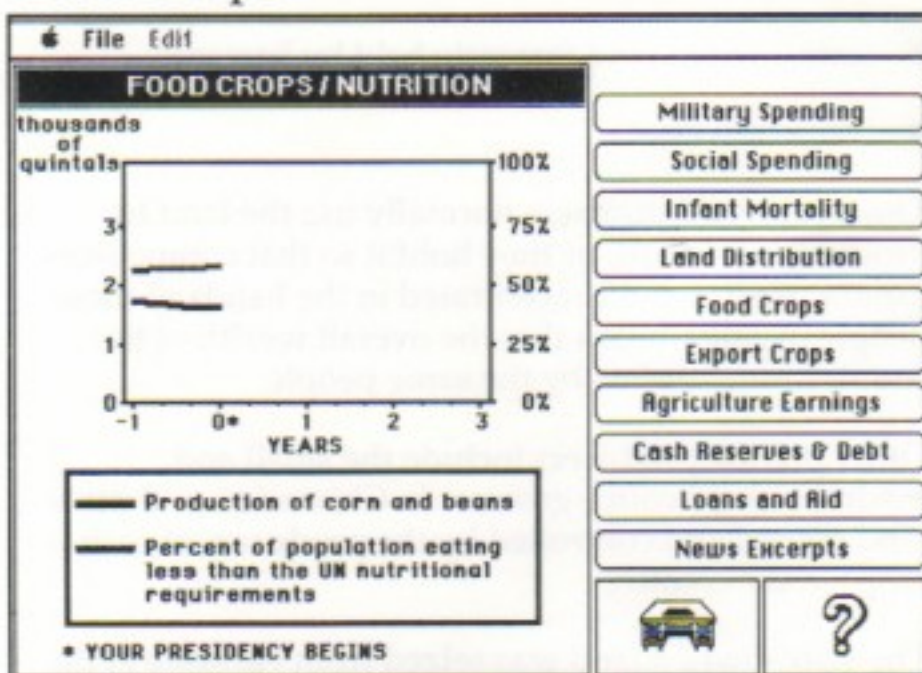 File Edit
FOOD CROPS / NUTRITION
thousands
of
quintals
3
2
1
0
100%
75%
50%
25%
0%
-1 0* 1 2 3
YEARS
Production of corn and beans
Percent of population eating
less than the UN nutritional
requirements
* YOUR PRESIDENCY BEGINS
Military Spending
Social Spending
Infant Mortality
Land Distribution
Food Crops
Export Crops
Agriculture Earnings
Cash Reserves & Debt
Loans and Aid
News Excerpts
?